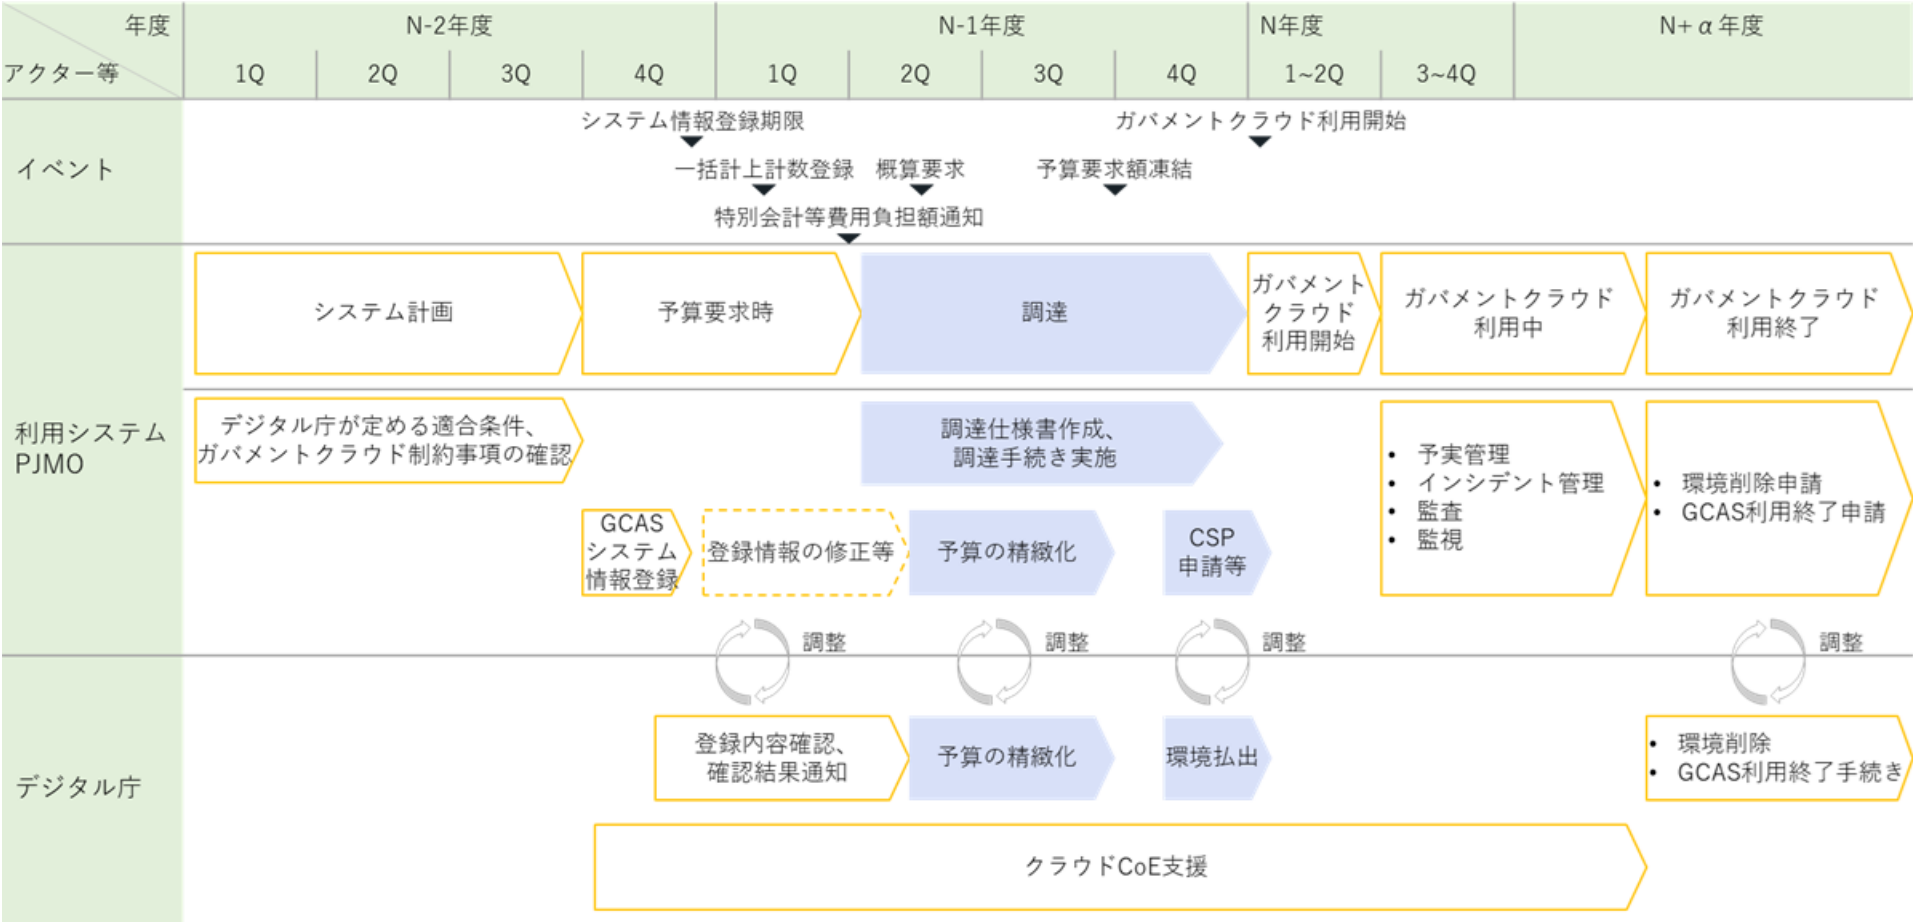 年度
N-2年度
N-1年度
N年度
N+α年度
アクター等
1Q
2Q
3Q
4Q
1Q
2Q
3Q
4Q
1~2Q
3~4Q
イベント
システム情報登録期限
ガバメントクラウド利用開始
一括計上計数登録
概算要求
予算要求額凍結
特別会計等費用負担額通知
利用システム
PJMO
システム計画
予算要求時
調達
ガバメント
クラウド
利用開始
ガバメントクラウド
利用中
ガバメントクラウド
利用終了
デジタル庁が定める適合条件、
ガバメントクラウド制約事項の確認
調達仕様書作成、
調達手続き実施
• 予実管理
• インシデント管理
• 監査
• 監視
• 環境削除申請
• GCAS利用終了申請
GCAS
システム
情報登録
登録情報の修正等
予算の精緻化
CSP
申請等
調整
調整
調整
調整
デジタル庁
登録内容確認、
確認結果通知
予算の精緻化
環境払出
• 環境削除
• GCAS利用終了手続き
クラウドCoE支援